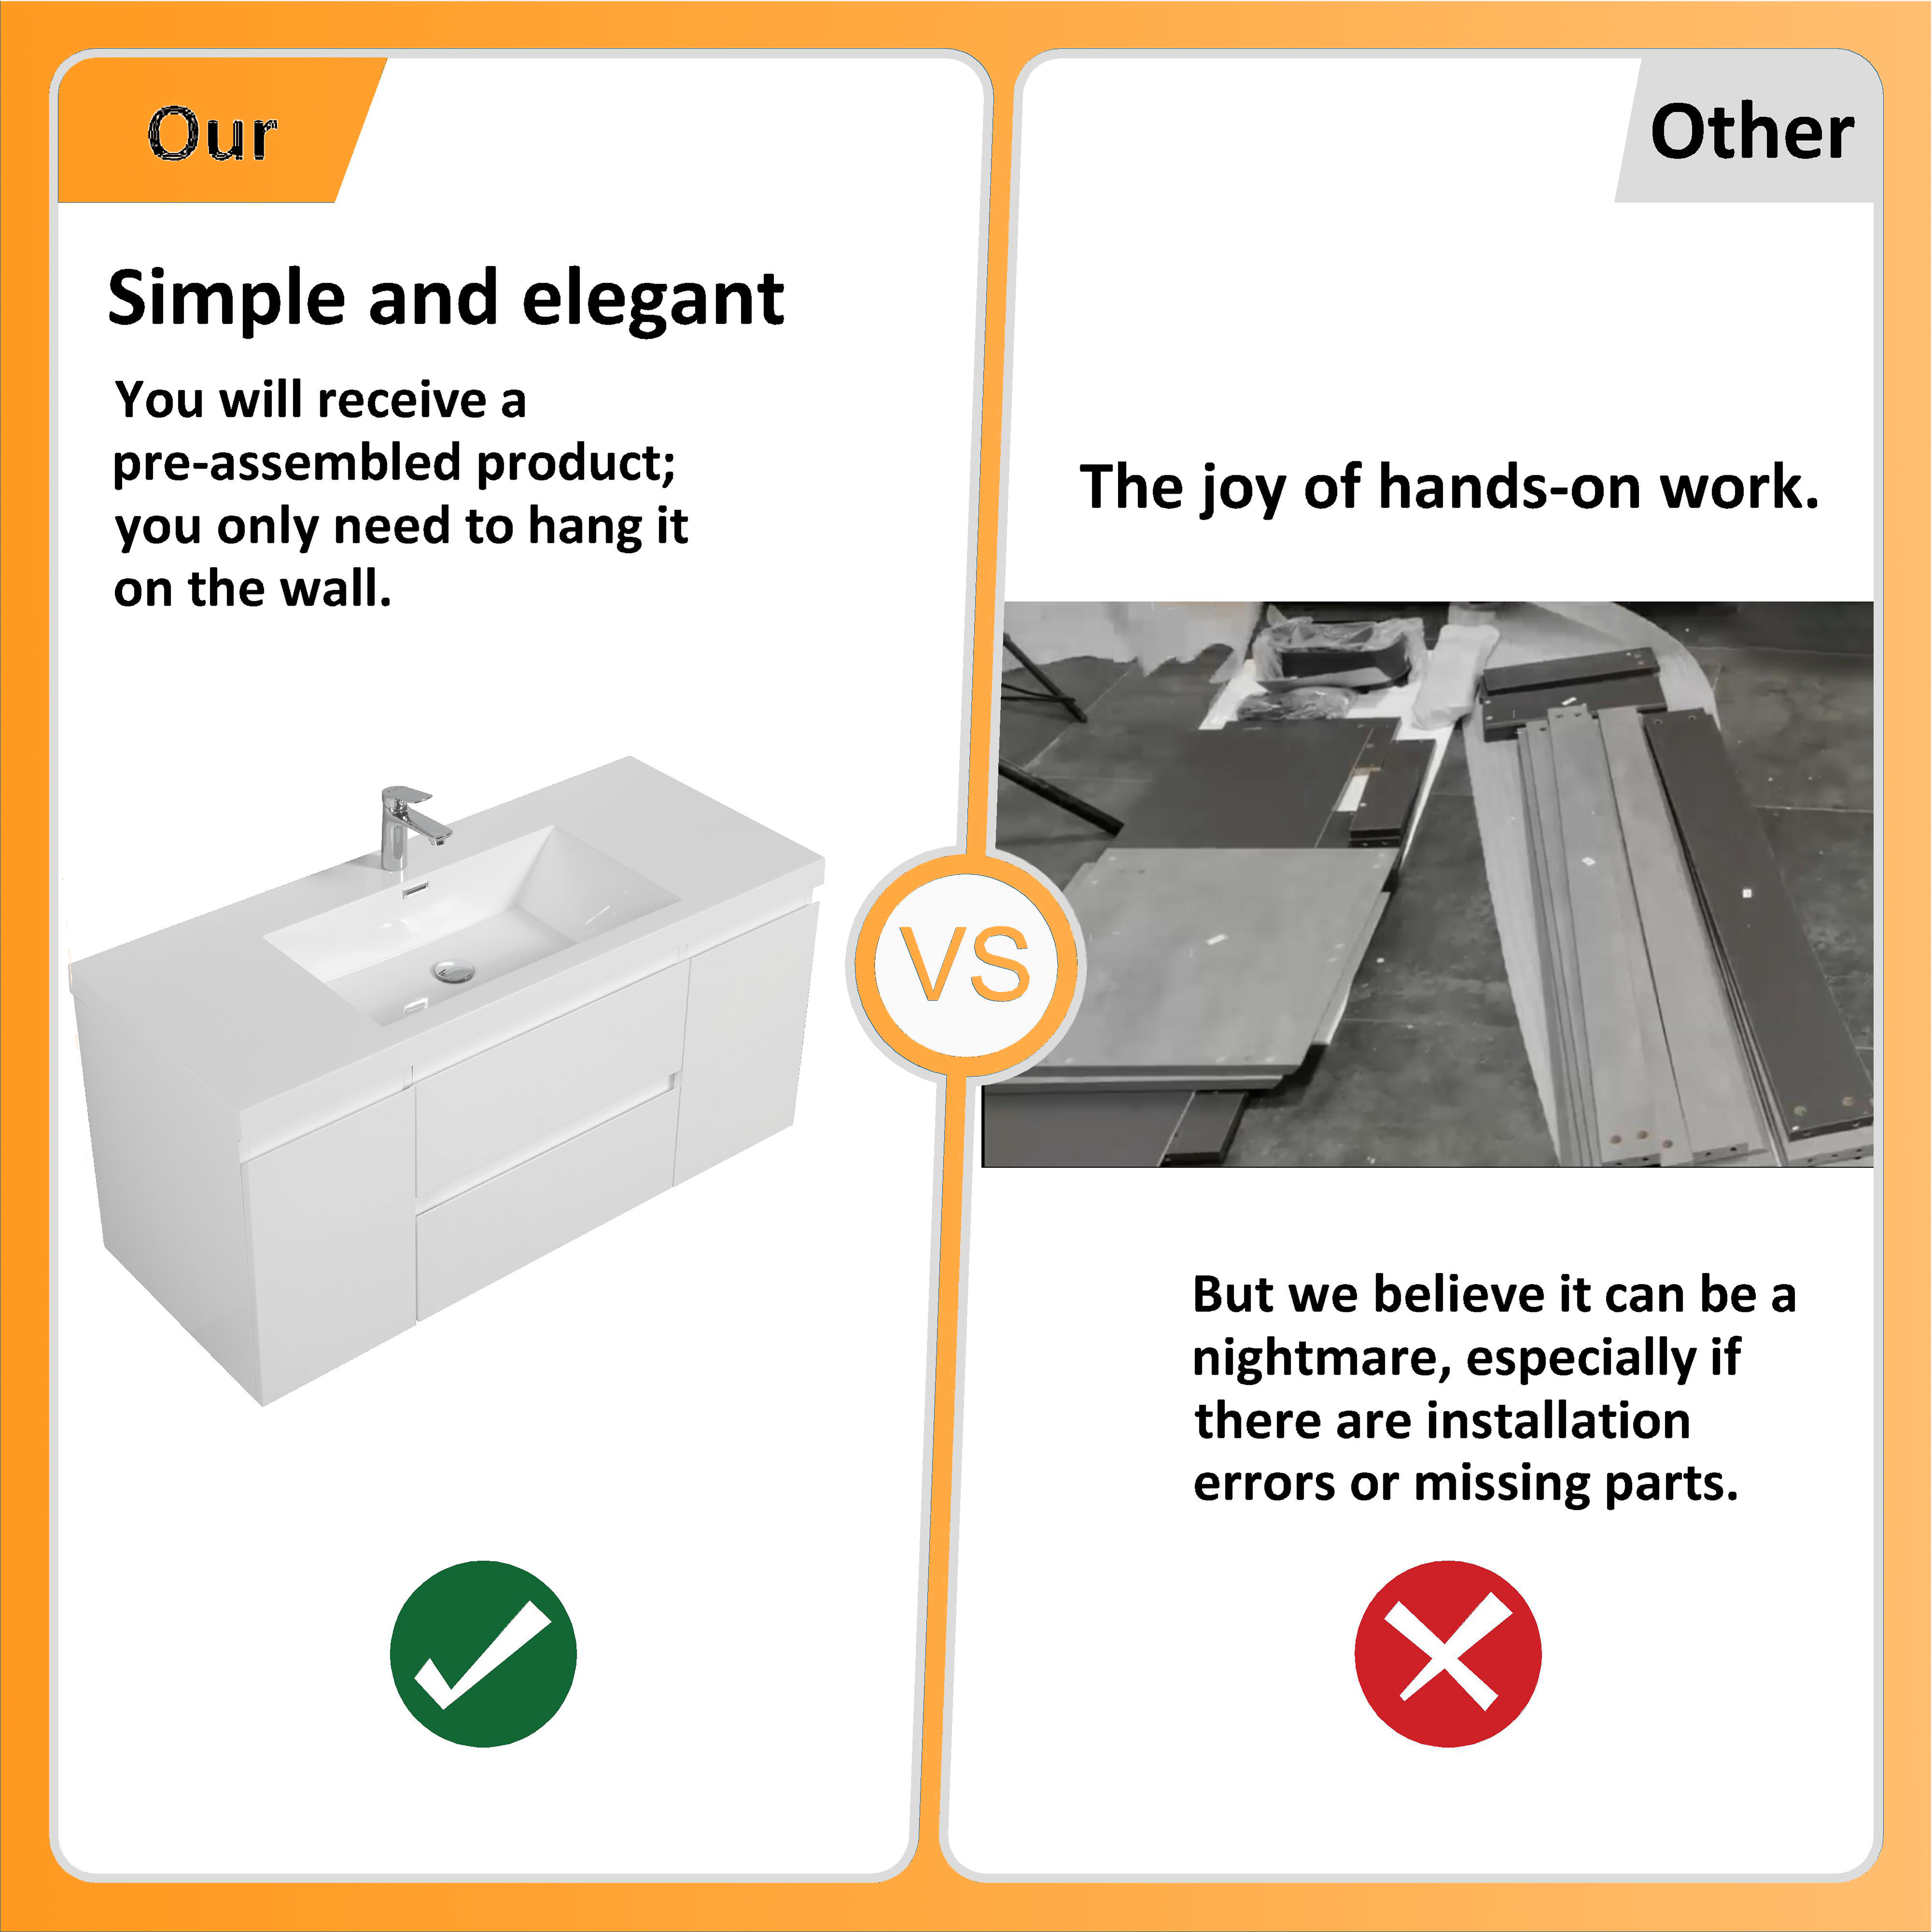 Our
Simple and elegant
You will receive a
pre-assembled product;
you only need to hang it
on the wall.
VS
Other
The joy of hands-on work.
But we believe it can be a
nightmare, especially if
there are installation
errors or missing parts.